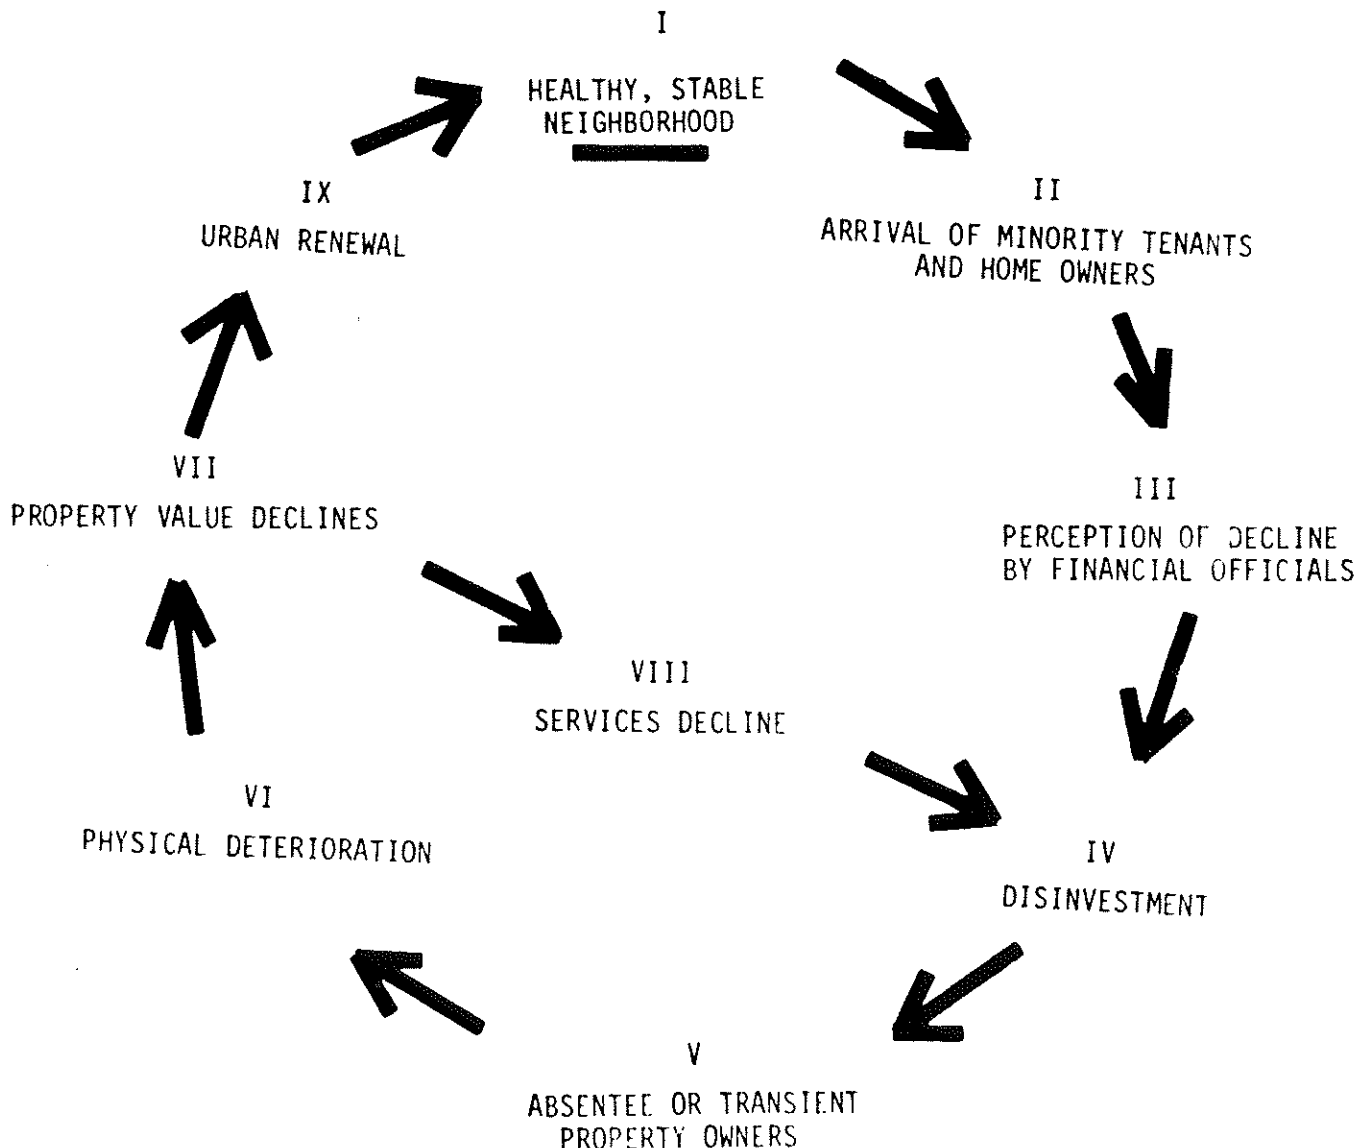 I
HEALTHY, STABLE
NEIGHBORHOOD
II
ARRIVAL OF MINORITY TENANTS
AND HOME OWNERS
III
PERCEPTION OF DECLINE
BY FINANCIAL OFFICIALS
IV
DISINVESTMENT
V
ABSENTEE OR TRANSIENT
PROPERTY OWNERS
VI
PHYSICAL DETERIORATION
VII
PROPERTY VALUE DECLINES
VIII
SERVICES DECLINE
IX
URBAN RENEWAL